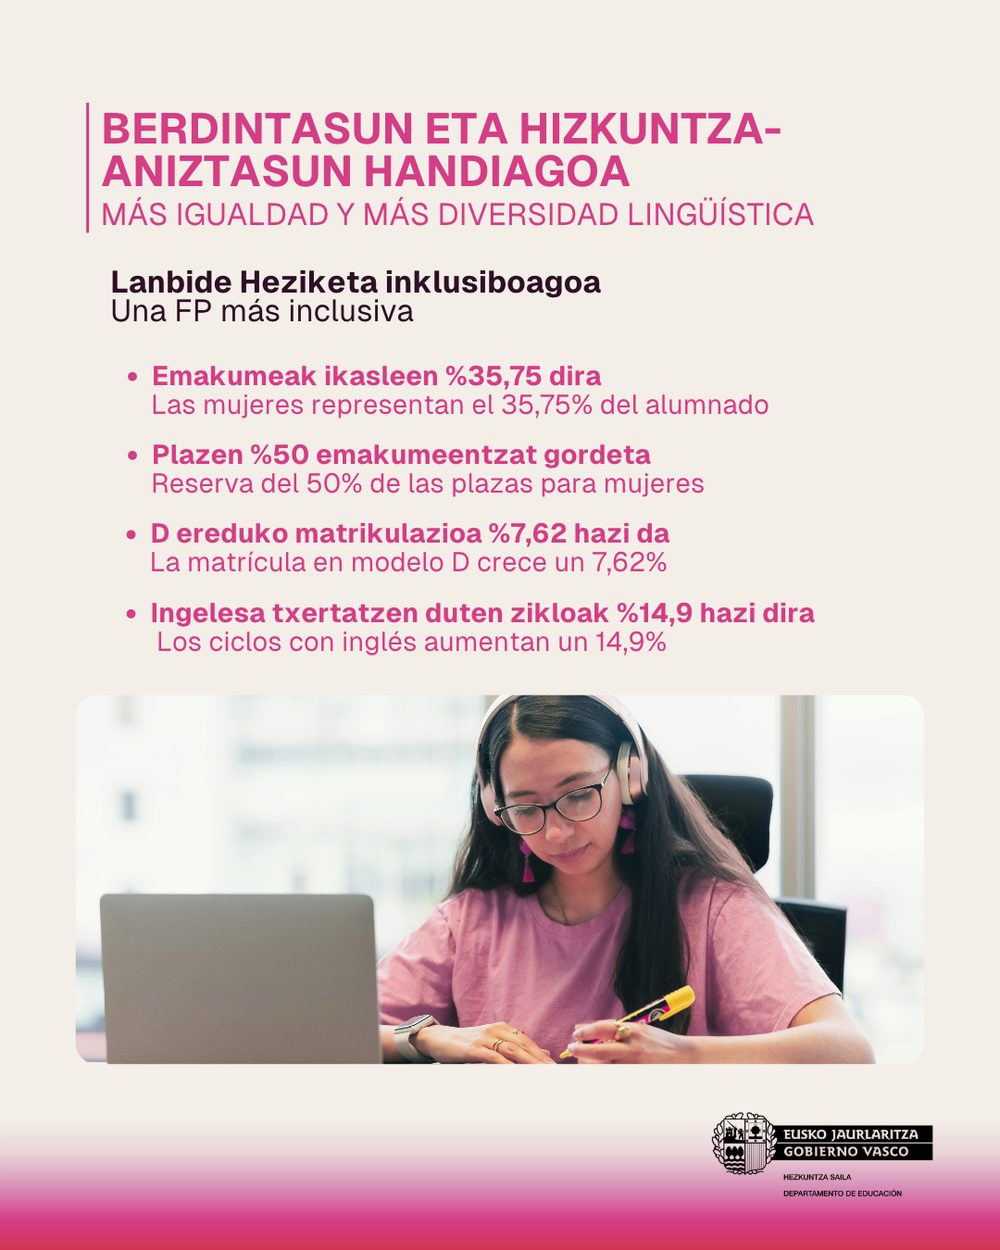 BERDINTASUN ETA HIZKUNTZA-
ANIZTASUN HANDIAGOA
MÁS IGUALDAD Y MÁS DIVERSIDAD LINGÜÍSTICA
Lanbide Heziketa inklusiboagoa
Una FP más inclusiva
• Emakumeak ikasleen %35,75 dira
Las mujeres representan el 35,75% del alumnado
• Plazen %50 emakumeentzat gordeta
Reserva del 50% de las plazas para mujeres
• D ereduko matrikulazioa %7,62 hazi da
La matrícula en modelo D crece un 7,62%
• Ingelesa txertatzen duten zikloak %14,9 hazi dira
Los ciclos con inglés aumentan un 14,9%
EUSKO JAURLARITZA
GOBIERNO VASCO
HEZKUNTZA SAILA
DEPARTAMENTO DE EDUCACIÓN